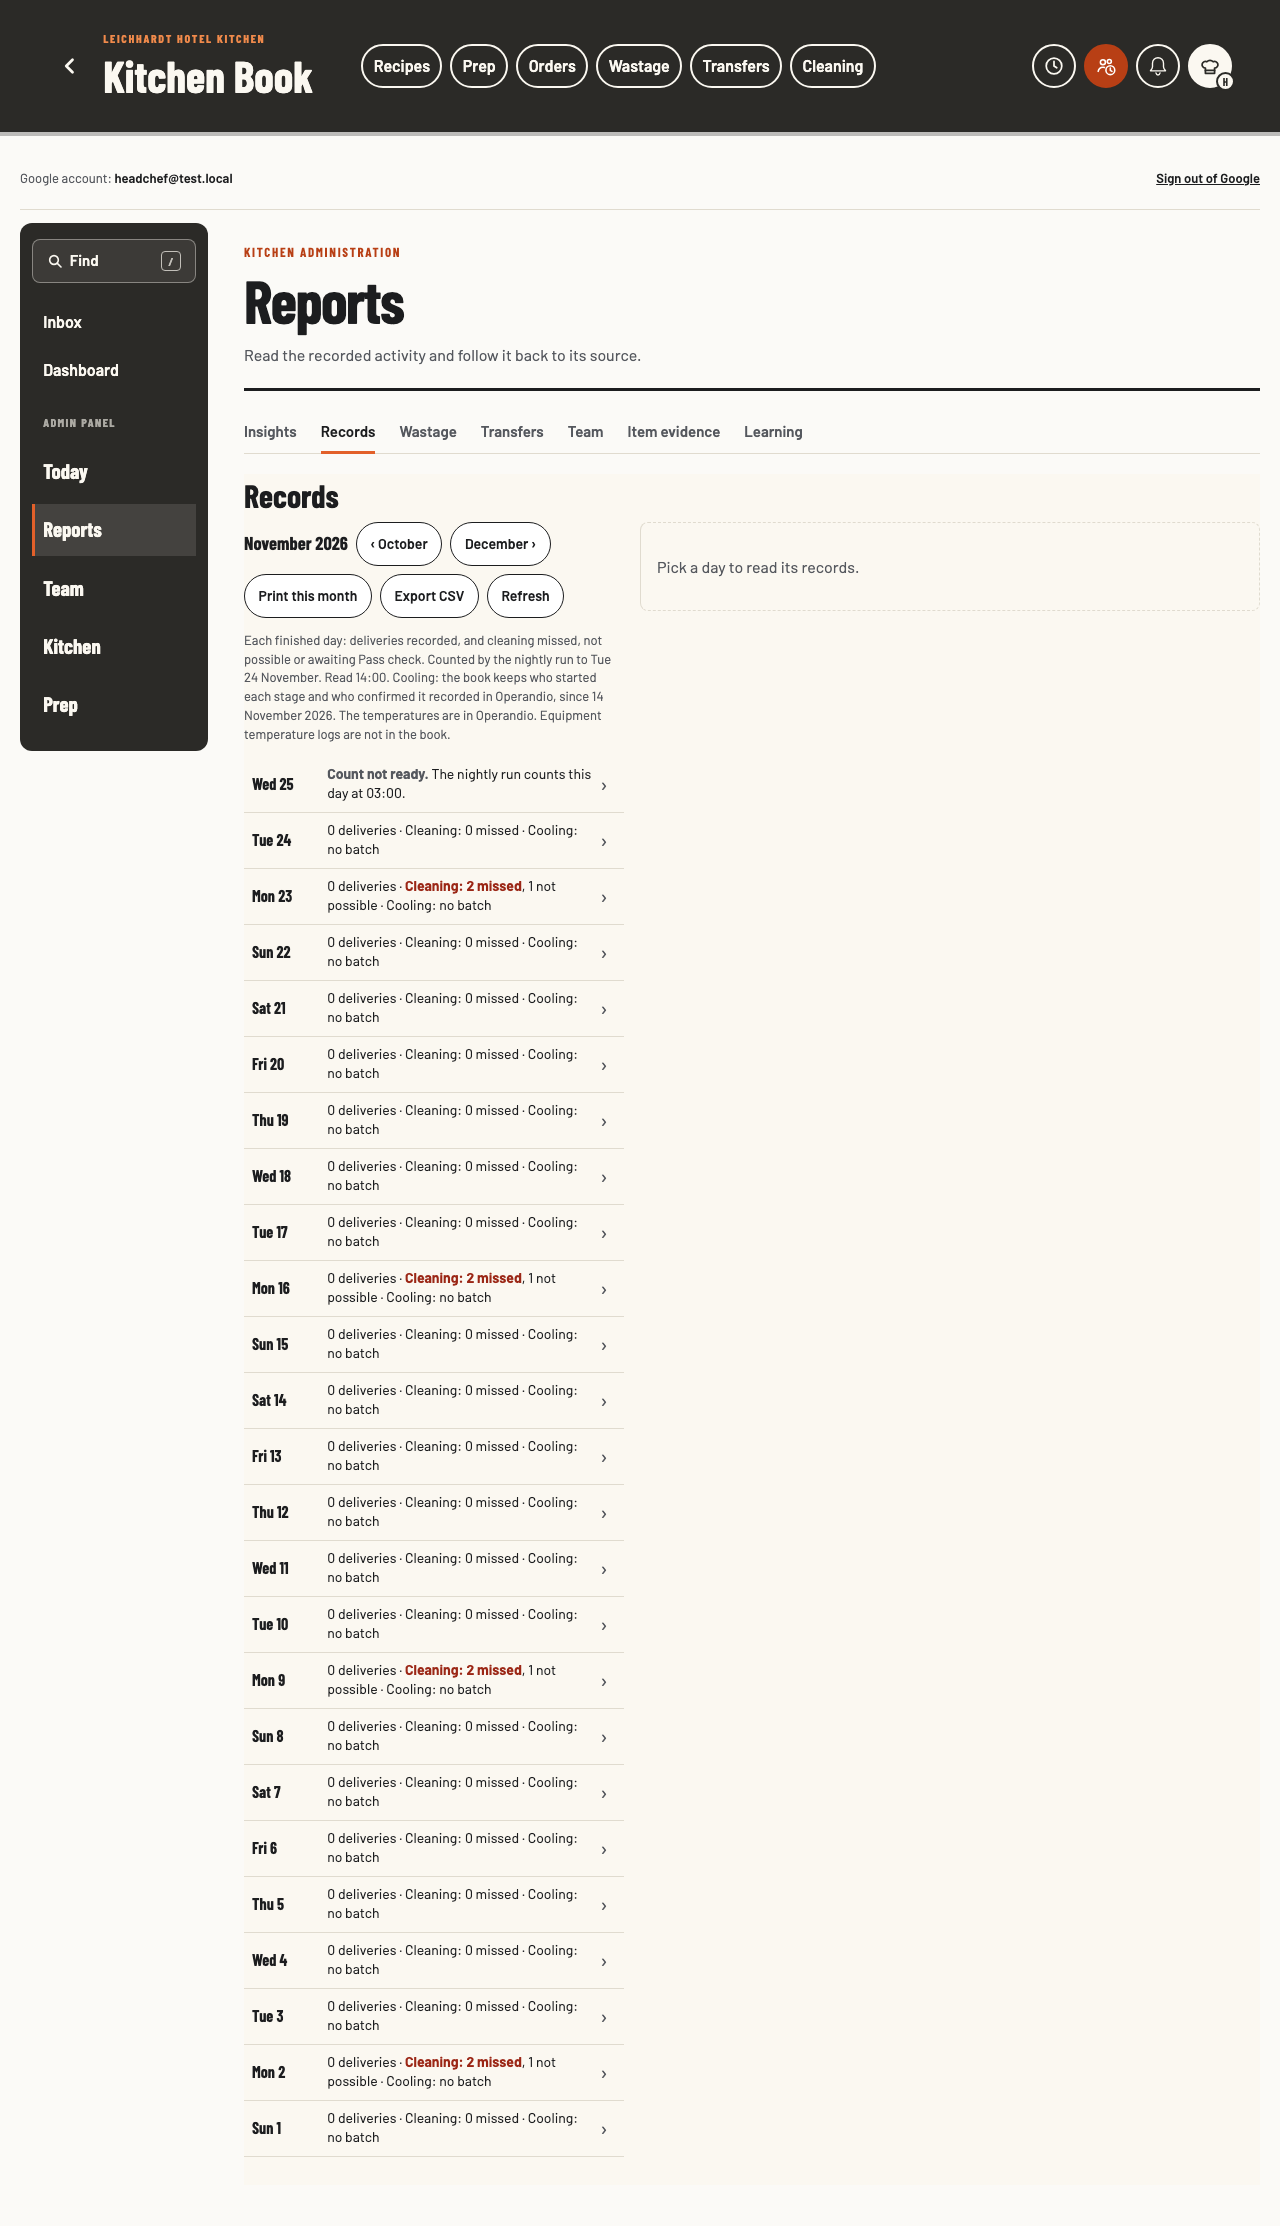 LEICHHARDT HOTEL KITCHEN
Kitchen Book
Recipes
Prep
Orders
Wastage
Transfers
Cleaning
H
Google account: headchef@test.local
Sign out of Google
Find
/
Inbox
Dashboard
ADMIN PANEL
Today
Reports
Team
Kitchen
Prep
KITCHEN ADMINISTRATION
Reports
Read the recorded activity and follow it back to its source.
Insights
Records
Wastage
Transfers
Team
Item evidence
Learning
Records
November 2026
‹ October
December ›
Print this month
Export CSV
Refresh
Pick a day to read its records.
Each finished day: deliveries recorded, and cleaning missed, not
possible or awaiting Pass check. Counted by the nightly run to Tue
24 November. Read 14:00. Cooling: the book keeps who started
each stage and who confirmed it recorded in Operandio, since 14
November 2026. The temperatures are in Operandio. Equipment
temperature logs are not in the book.
Wed 25
Count not ready. The nightly run counts this
day at 03:00.
›
Tue 24
0 deliveries · Cleaning: 0 missed · Cooling:
no batch
›
Mon 23
0 deliveries · Cleaning: 2 missed, 1 not
possible · Cooling: no batch
›
Sun 22
0 deliveries · Cleaning: 0 missed · Cooling:
no batch
›
Sat 21
0 deliveries · Cleaning: 0 missed · Cooling:
no batch
›
Fri 20
0 deliveries · Cleaning: 0 missed · Cooling:
no batch
›
Thu 19
0 deliveries · Cleaning: 0 missed · Cooling:
no batch
›
Wed 18
0 deliveries · Cleaning: 0 missed · Cooling:
no batch
›
Tue 17
0 deliveries · Cleaning: 0 missed · Cooling:
no batch
›
Mon 16
0 deliveries · Cleaning: 2 missed, 1 not
possible · Cooling: no batch
›
Sun 15
0 deliveries · Cleaning: 0 missed · Cooling:
no batch
›
Sat 14
0 deliveries · Cleaning: 0 missed · Cooling:
no batch
›
Fri 13
0 deliveries · Cleaning: 0 missed · Cooling:
no batch
›
Thu 12
0 deliveries · Cleaning: 0 missed · Cooling:
no batch
›
Wed 11
0 deliveries · Cleaning: 0 missed · Cooling:
no batch
›
Tue 10
0 deliveries · Cleaning: 0 missed · Cooling:
no batch
›
Mon 9
0 deliveries · Cleaning: 2 missed, 1 not
possible · Cooling: no batch
›
Sun 8
0 deliveries · Cleaning: 0 missed · Cooling:
no batch
›
Sat 7
0 deliveries · Cleaning: 0 missed · Cooling:
no batch
›
Fri 6
0 deliveries · Cleaning: 0 missed · Cooling:
no batch
›
Thu 5
0 deliveries · Cleaning: 0 missed · Cooling:
no batch
›
Wed 4
0 deliveries · Cleaning: 0 missed · Cooling:
no batch
›
Tue 3
0 deliveries · Cleaning: 0 missed · Cooling:
no batch
›
Mon 2
0 deliveries · Cleaning: 2 missed, 1 not
possible · Cooling: no batch
›
Sun 1
0 deliveries · Cleaning: 0 missed · Cooling:
no batch
›